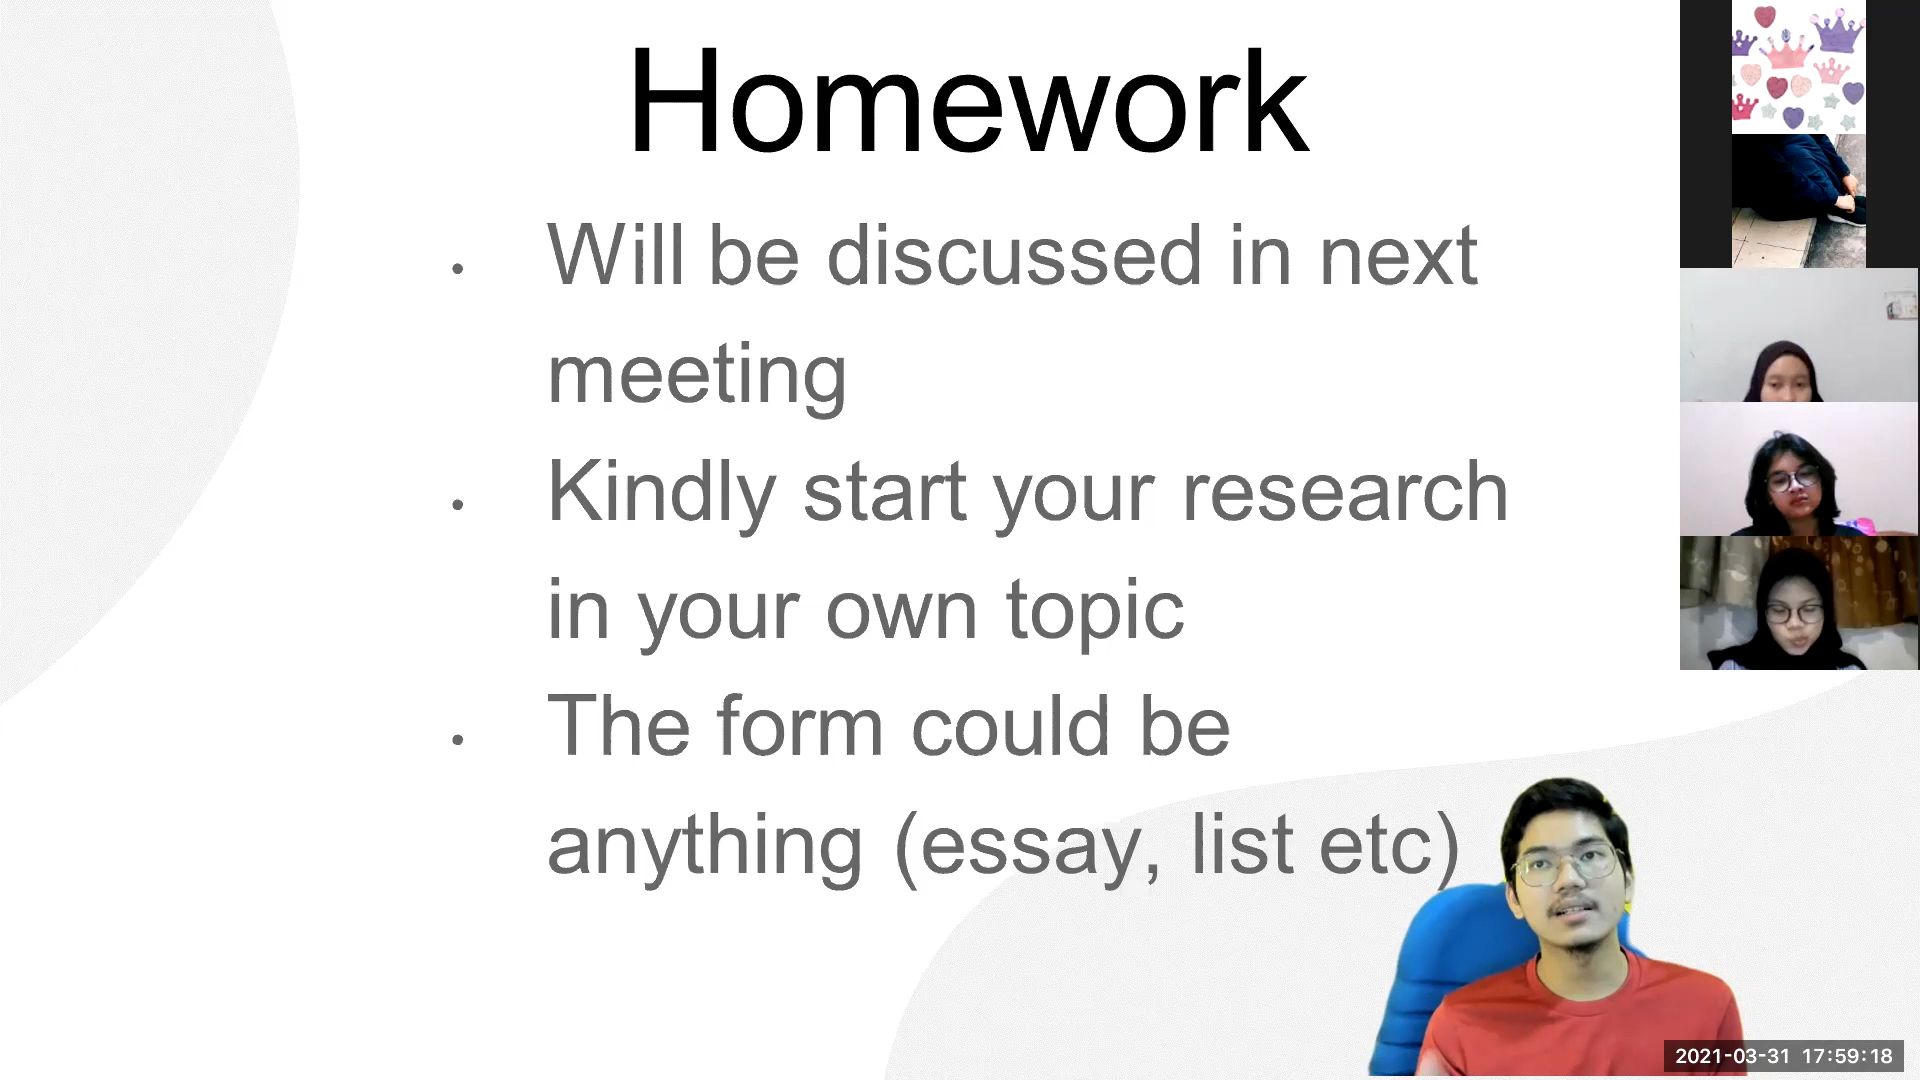 Homework
• Will be discussed in next
meeting
• Kindly start your research
in your own topic
• The form could be
anything (essay, list etc)
2021-03-31 17:59:18